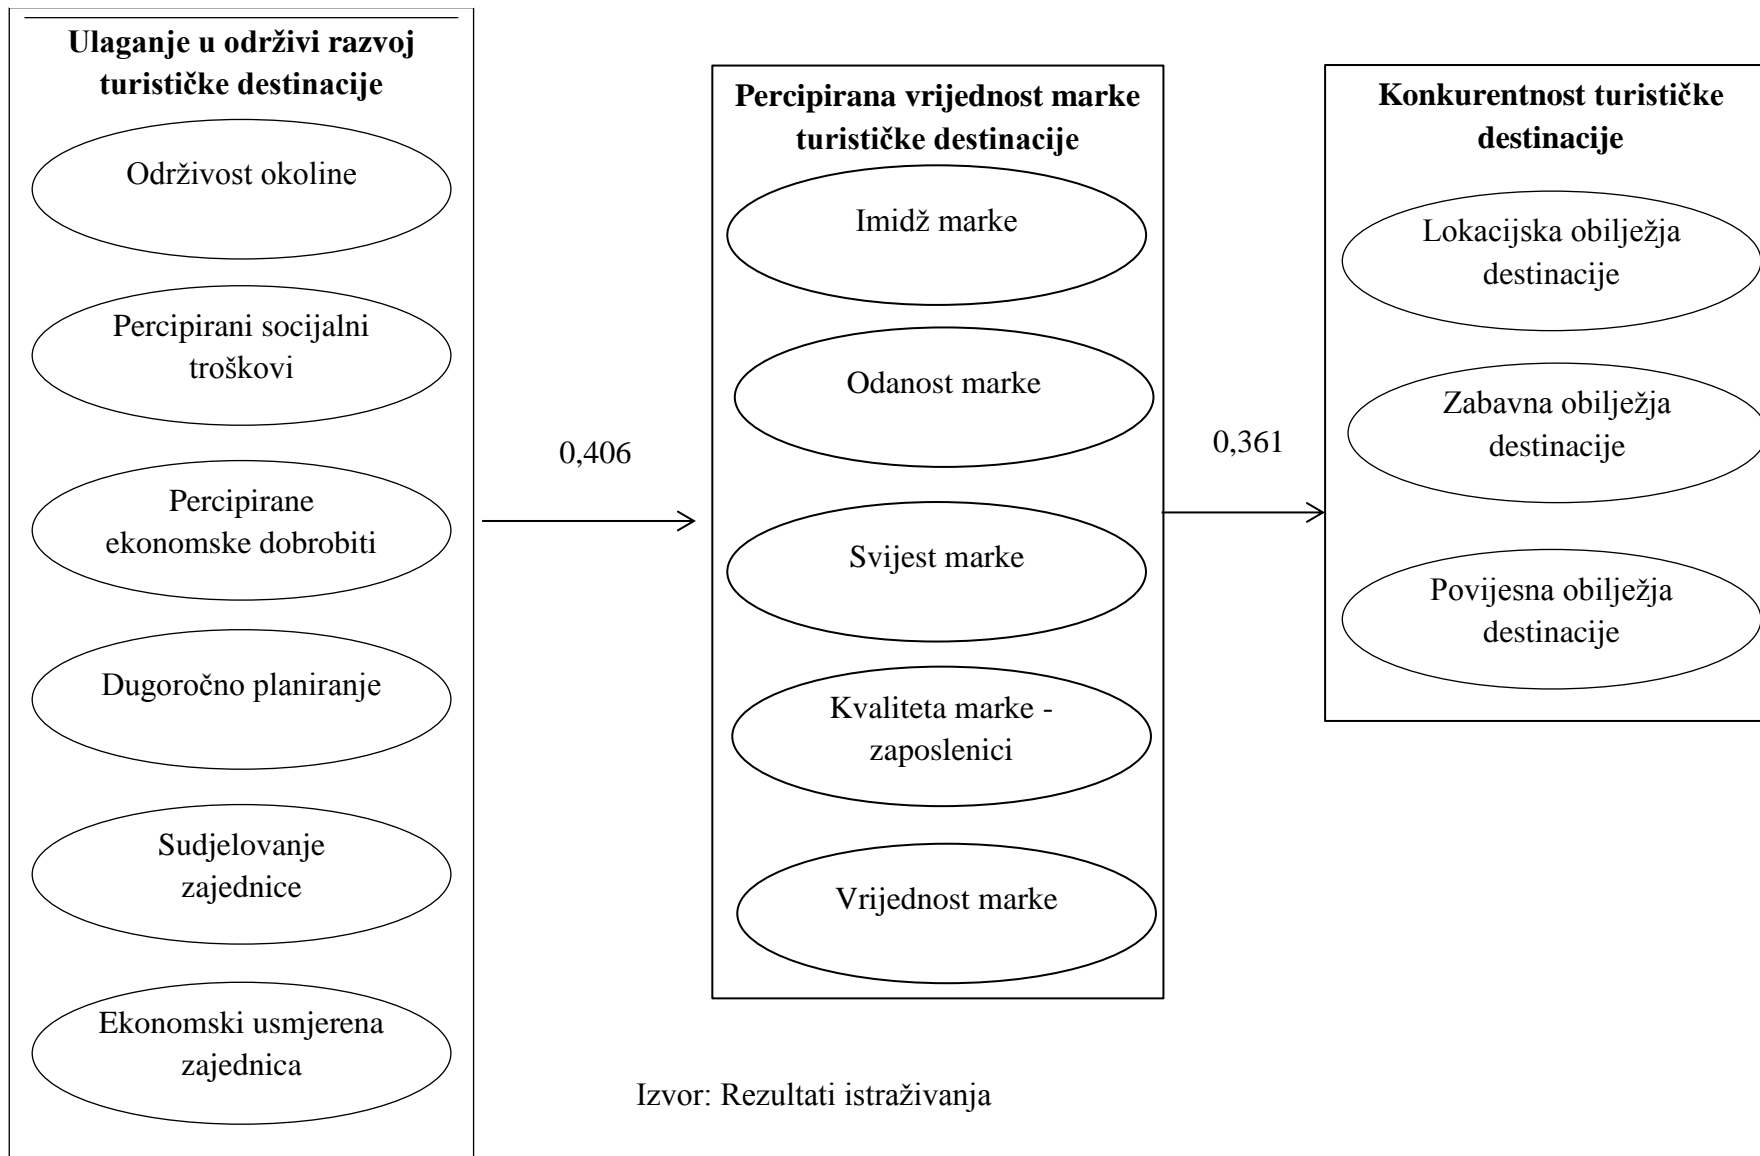 Ulaganje u održivi razvoj
turističke destinacije
Održivost okoline
Percipirani socijalni
troškovi
Percipirane
ekonomske dobrobiti
Dugoročno planiranje
Sudjelovanje
zajednice
Ekonomski usmjerena
zajednica
0,406
Percipirana vrijednost marke
turističke destinacije
Imidž marke
Odanost marke
Svijest marke
Kvaliteta marke -
zaposlenici
Vrijednost marke
0,361
Konkurentnost turističke
destinacije
Lokacijska obilježja
destinacije
Zabavna obilježja
destinacije
Povijesna obilježja
destinacije
Izvor: Rezultati istraživanja